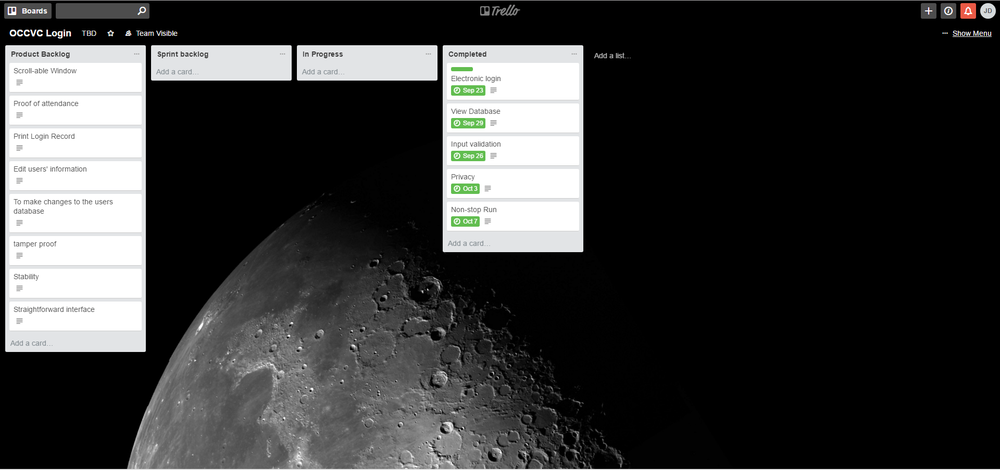 Boards
Trello
JD
OCCVC Login
TBD
Team Visible
Show Menu
Product Backlog
Scroll-able Window
Proof of attendance
Print Login Record
Edit users' information
To make changes to the users
database
tamper proof
Stability
Straightforward interface
Add a card…
Sprint backlog
Add a card…
In Progress
Add a card…
Completed
Electronic login
Sep 23
View Database
Sep 29
Input validation
Sep 26
Privacy
Oct 3
Non-stop Run
Oct 7
Add a card…
Add a list…